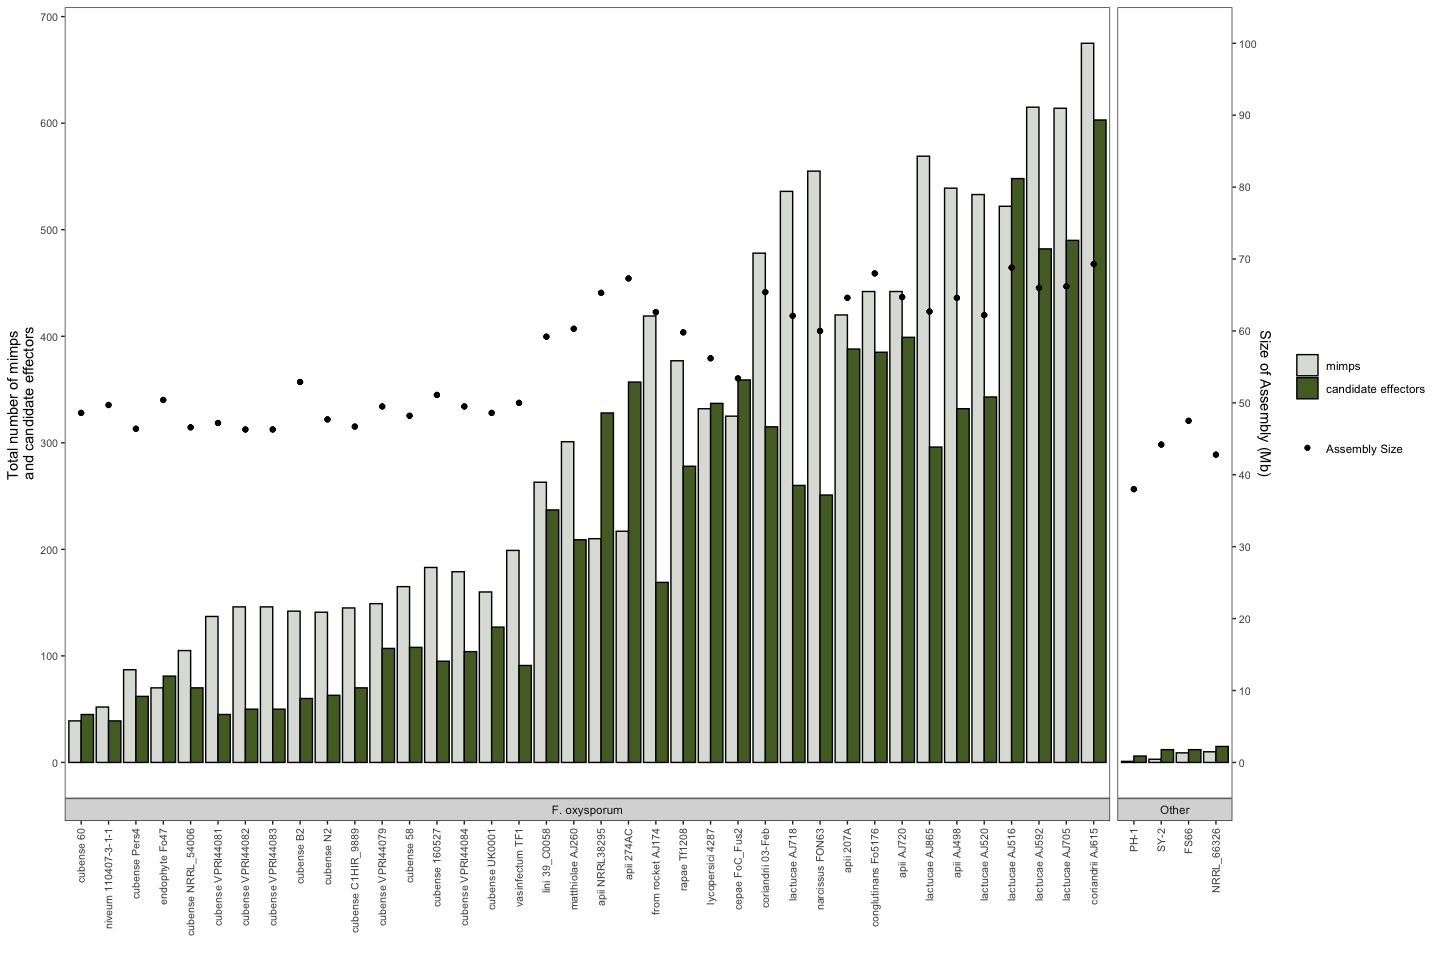 Total number of mimps
and candidate effectors
700
600
500
400
300
200
100
0
100
90
80
70
60
50
40
30
20
10
0
Size of Assembly (Mb)
mimps
candidate effectors
Assembly Size
F. oxysporum
Other
cubense 60
niveum 110407-3-1-1
cubense Pers4
endophyte Fo47
cubense NRRL_54006
cubense VPRI44081
cubense VPRI44082
cubense VPRI44083
cubense B2
cubense N2
cubense C1HIR_9889
cubense VPRI44079
cubense 58
cubense 160527
cubense VPRI44084
cubense UK0001
vasinfectum TF1
lini 39_C0058
matthiolae AJ260
apii NRRL38295
apii 274AC
from rocket AJ174
rapae Tf1208
lycopersici 4287
cepae FoC_Fus2
coriandrii 03-Feb
lactucae AJ718
narcissus FON63
apii 207A
conglutinans Fo5176
apii AJ720
lactucae AJ865
apii AJ498
lactucae AJ520
lactucae AJ516
lactucae AJ592
lactucae AJ705
coriandrii AJ615
PH-1
SY-2
FS66
NRRL_66326